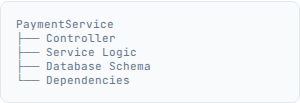 PaymentService
├── Controller
├── Service Logic
├── Database Schema
└── Dependencies